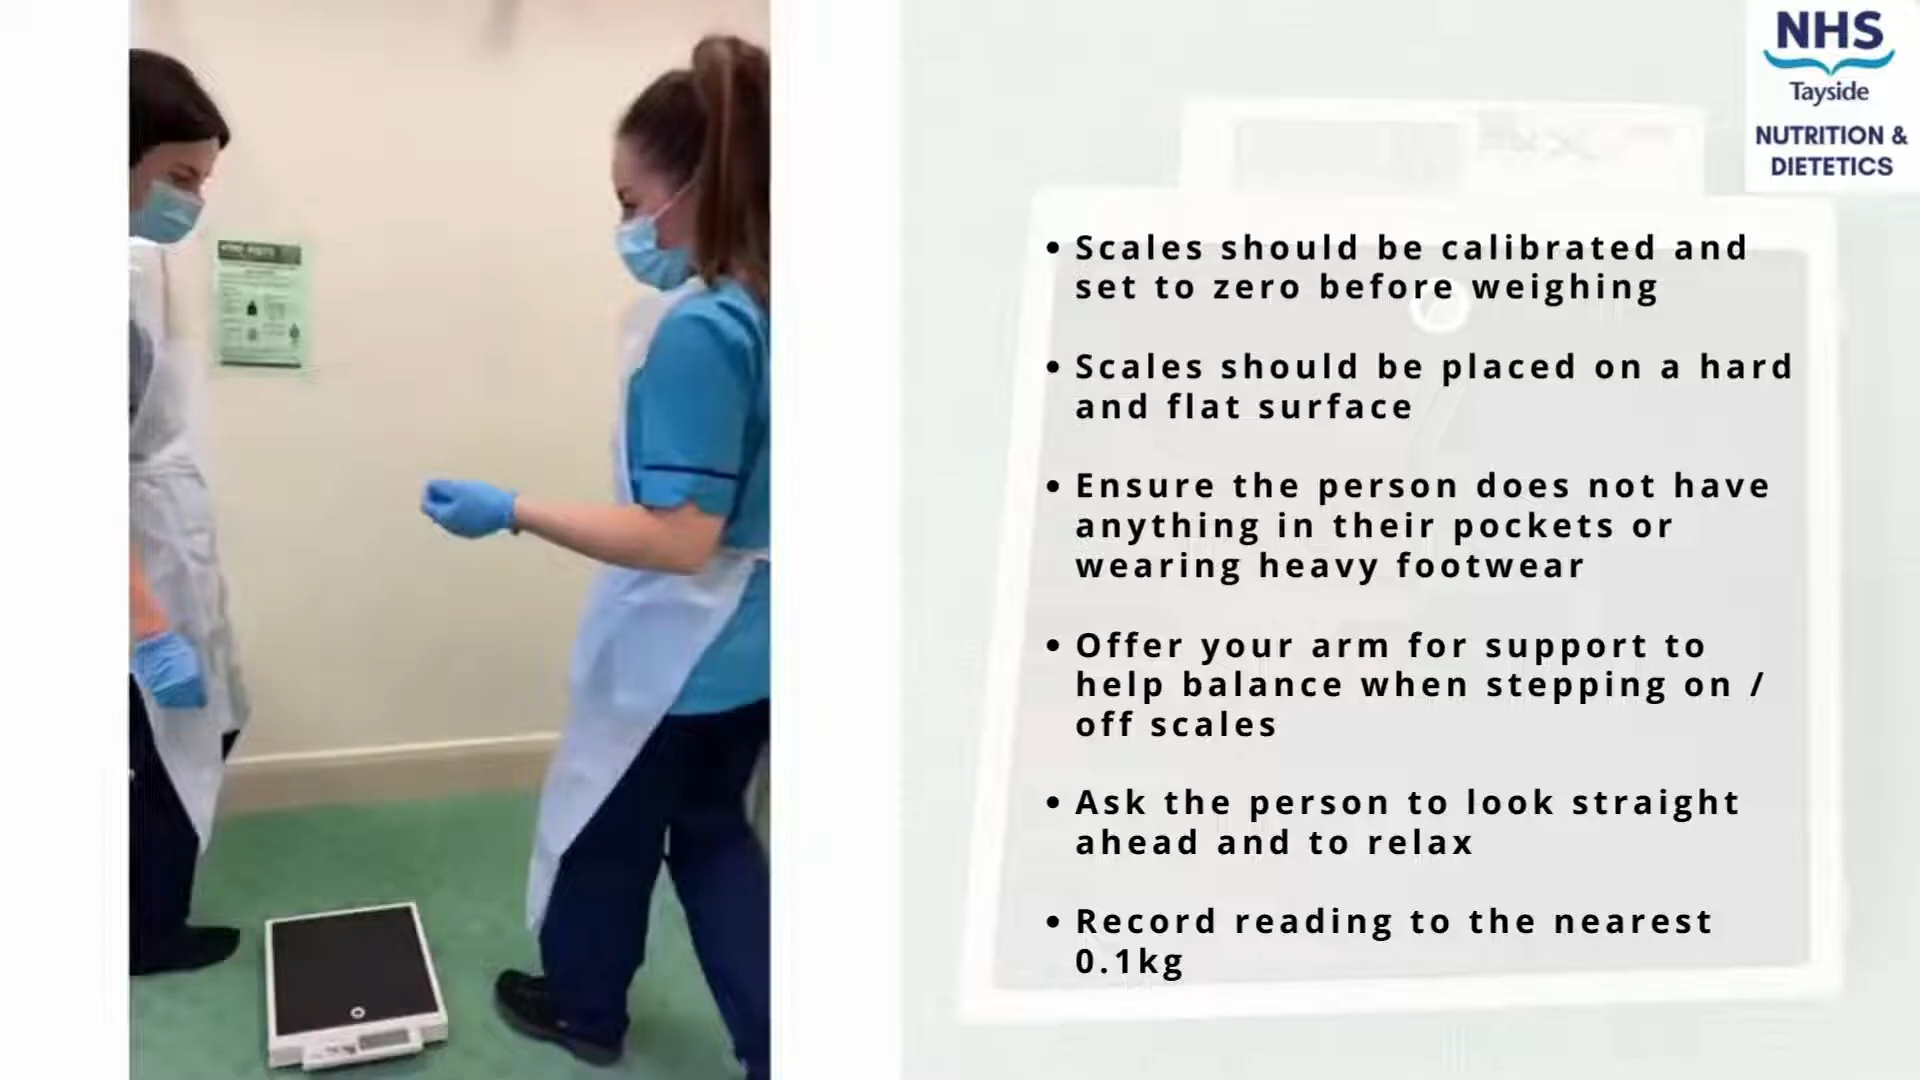 NHS
Tayside
NUTRITION &
DIETETICS
• Scales should be calibrated and
set to zero before weighing
• Scales should be placed on a hard
and flat surface
• Ensure the person does not have
anything in their pockets or
wearing heavy footwear
• Offer your arm for support to
help balance when stepping on /
off scales
• Ask the person to look straight
ahead and to relax
• Record reading to the nearest
0.1kg